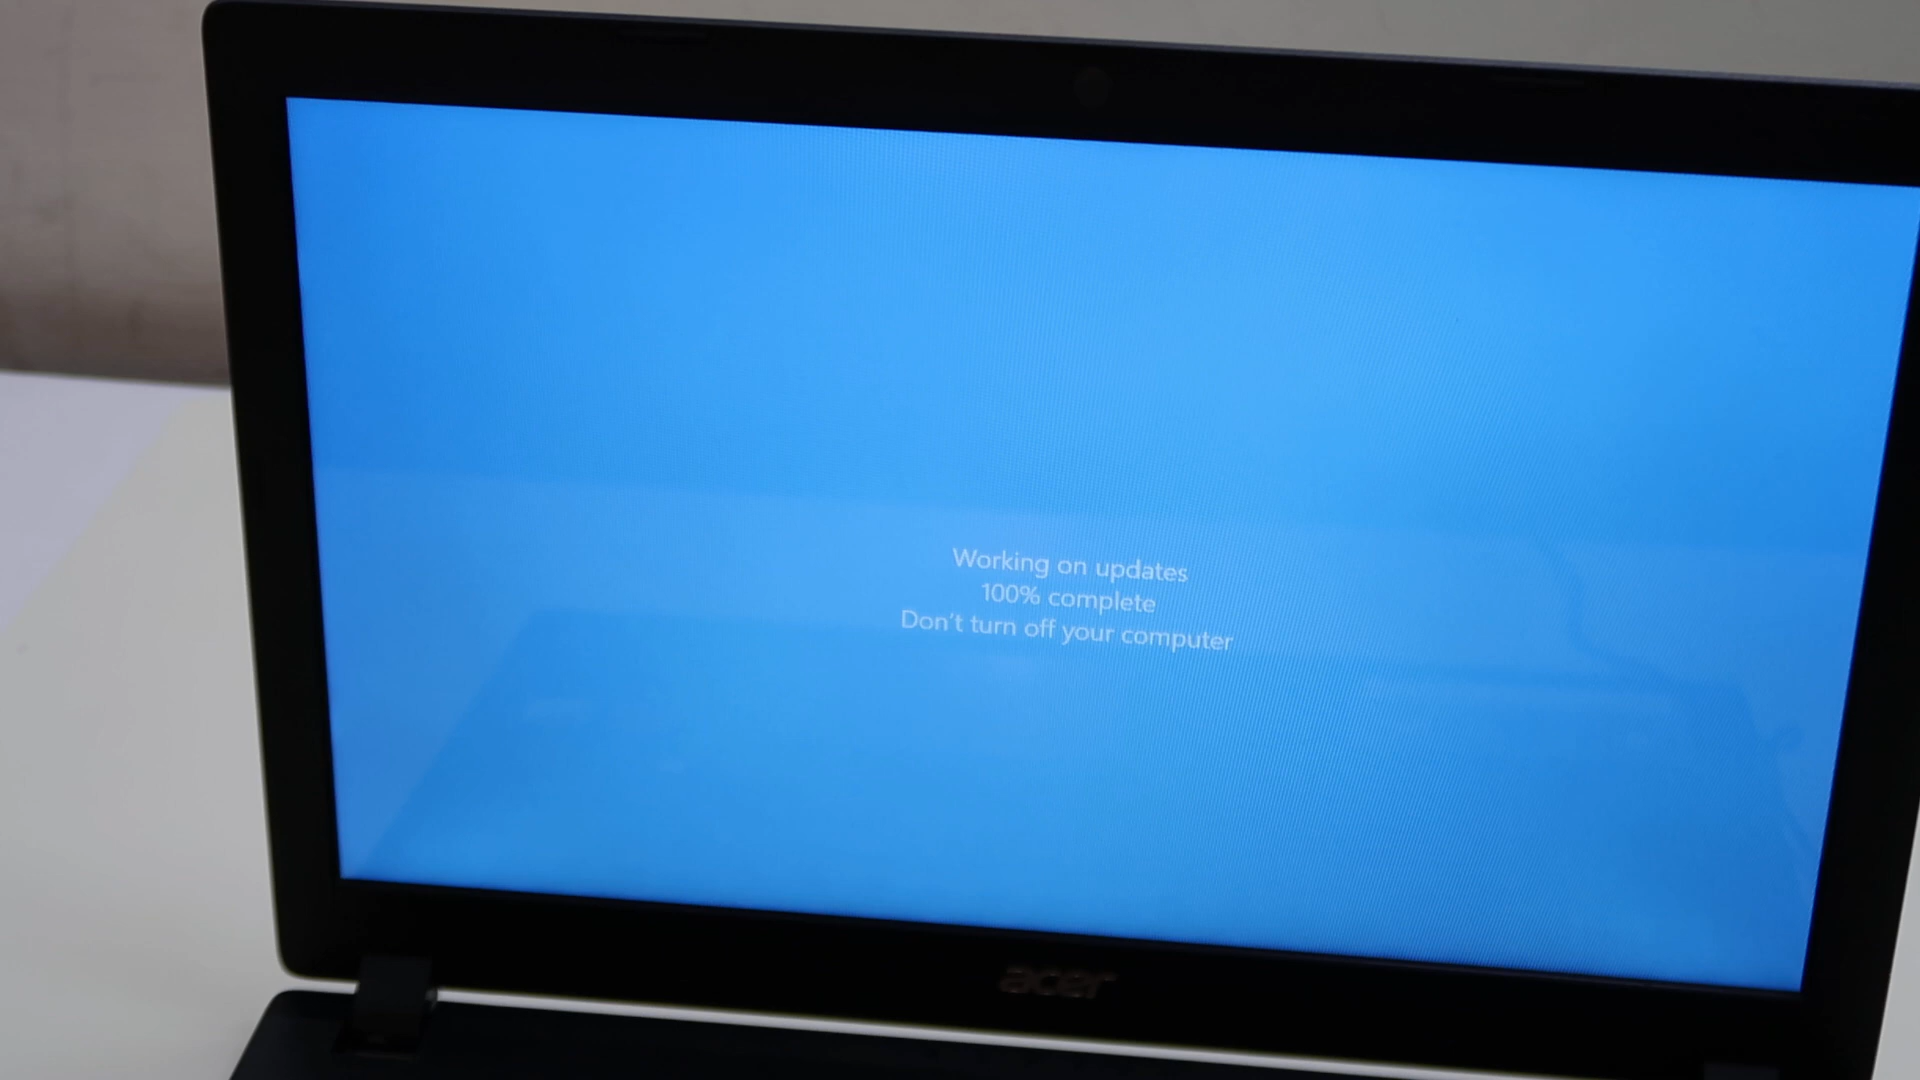 Working on updates
100% complete
Don't turn off your computer
acer